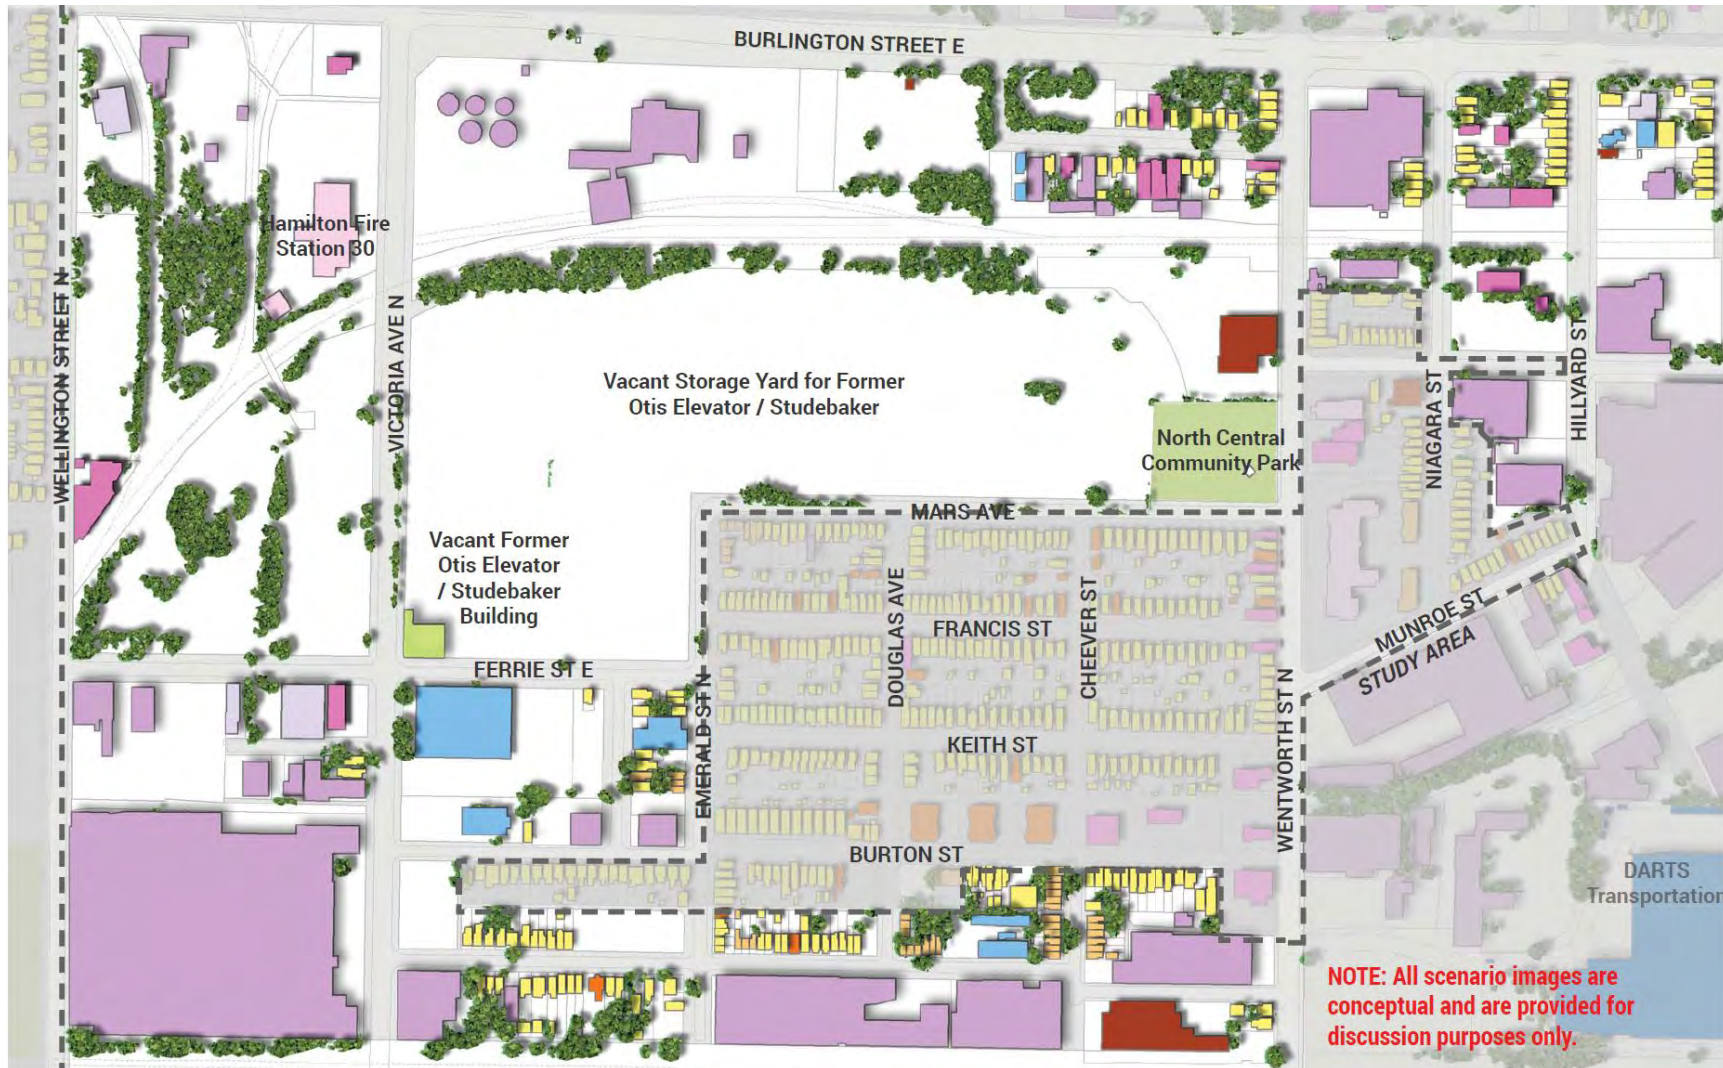 BURLINGTON STREET E
Hamilton Fire
Station 30
WELLINGTON STREET N
VICTORIA AVE N
Vacant Storage Yard for Former
Otis Elevator / Studebaker
North Central
Community Park
NIAGARA ST
HILLYARD ST
MARS AVE
Vacant Former
Otis Elevator
/ Studebaker
Building
DOUGLAS AVE
CHEEVER ST
FRANCIS ST
MUNROE ST
STUDY AREA
FERRIE ST E
EMERALD ST N
KEITH ST
WENTWORTH ST N
BURTON ST
DARTS
Transportation
NOTE: All scenario images are
conceptual and are provided for
discussion purposes only.